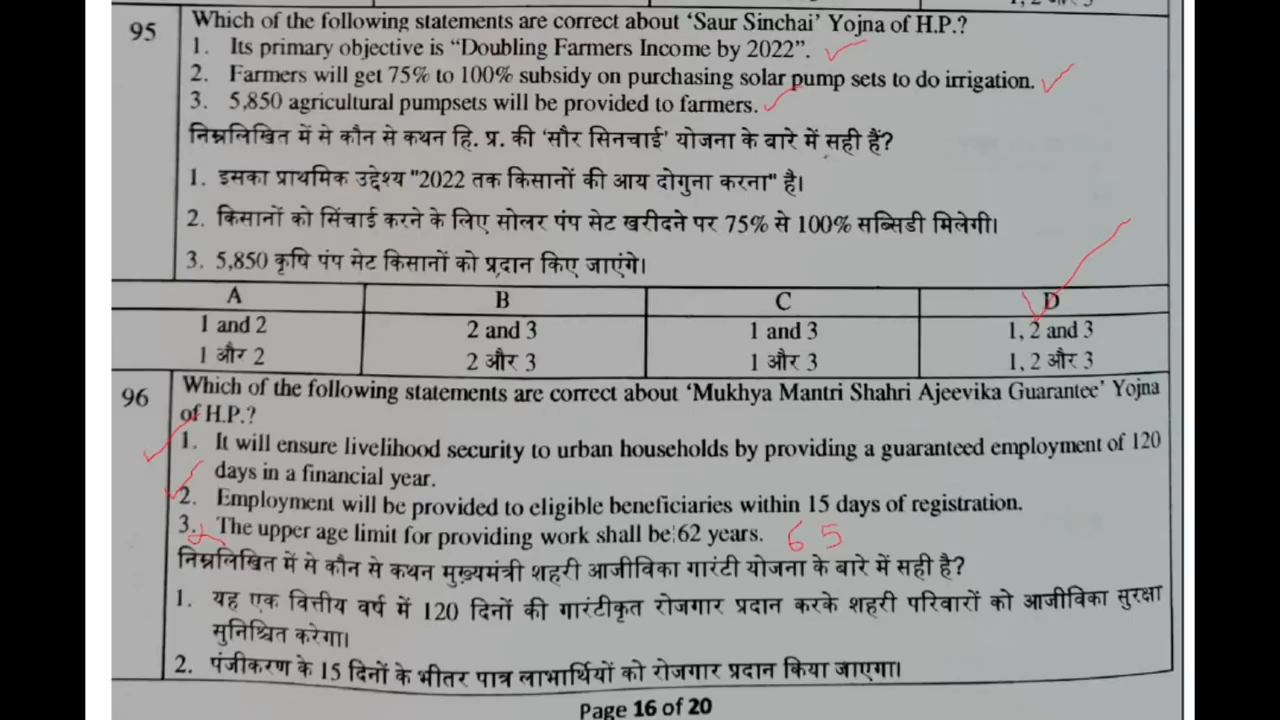 95
Which of the following statements are correct about ‘Saur Sinchai’ Yojna of H.P.?
1. Its primary objective is “Doubling Farmers Income by 2022”.
2. Farmers will get 75% to 100% subsidy on purchasing solar pump sets to do irrigation.
3. 5,850 agricultural pumpsets will be provided to farmers.
निम्नलिखित में से कौन से कथन हि. प्र. की ‘सौर सिनचाई’ योजना के बारे में सही हैं?
1. इसका प्राथमिक उद्देश्य "2022 तक किसानों की आय दोगुना करना" है।
2. किसानों को सिंचाई करने के लिए सोलर पंप सेट खरीदने पर 75% से 100% सब्सिडी मिलेगी।
3. 5,850 कृषि पंप सेट किसानों को प्रदान किए जाएंगे।
A B C D
1 and 2 2 and 3 1 and 3 1, 2 and 3
1 और 2 2 और 3 1 और 3 1, 2 और 3
96
Which of the following statements are correct about ‘Mukhya Mantri Shahri Ajeevika Guarantee’ Yojna
of H.P.?
1. It will ensure livelihood security to urban households by providing a guaranteed employment of 120
days in a financial year.
2. Employment will be provided to eligible beneficiaries within 15 days of registration.
3. The upper age limit for providing work shall be 62 years. 65
निम्नलिखित में से कौन से कथन मुख्यमंत्री शहरी आजीविका गारंटी योजना के बारे में सही है?
1. यह एक वित्तीय वर्ष में 120 दिनों की गारंटीकृत रोजगार प्रदान करके शहरी परिवारों को आजीविका सुरक्षा
सुनिश्चित करेगा।
2. पंजीकरण के 15 दिनों के भीतर पात्र लाभार्थियों को रोजगार प्रदान किया जाएगा।
Page 16 of 20